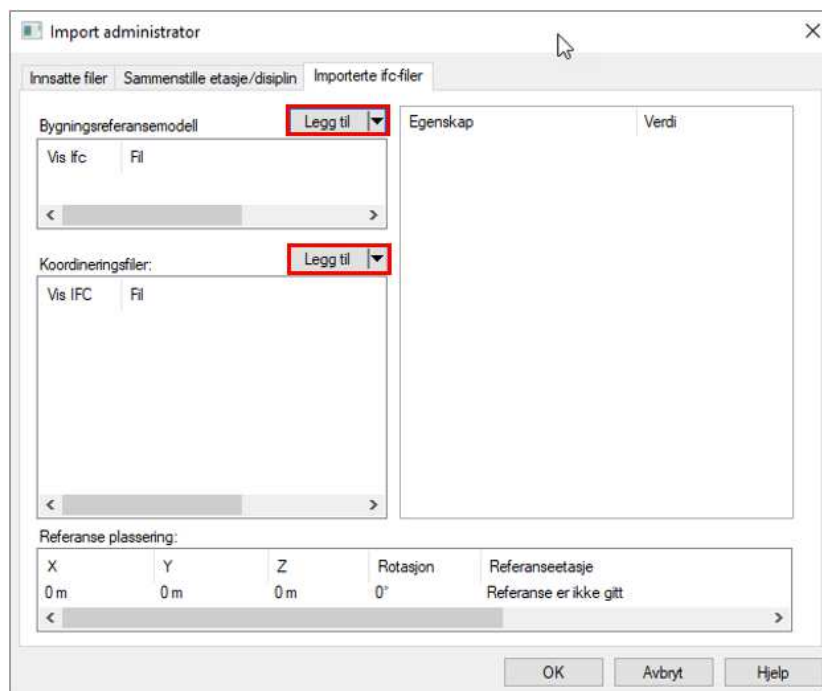 Import administrator
Innsatte filer Sammenstille etasje/disiplin Importerte ifc-filer
Bygningsreferansemodell Legg til
Vis Ifc Fil
Koordineringsfiler: Legg til
Vis IFC Fil
Egenskap Verdi
Referanse plassering:
X Y Z Rotasjon Referanseetasje
0 m 0 m 0 m 0° Referanse er ikke gitt
OK Avbryt Hjelp